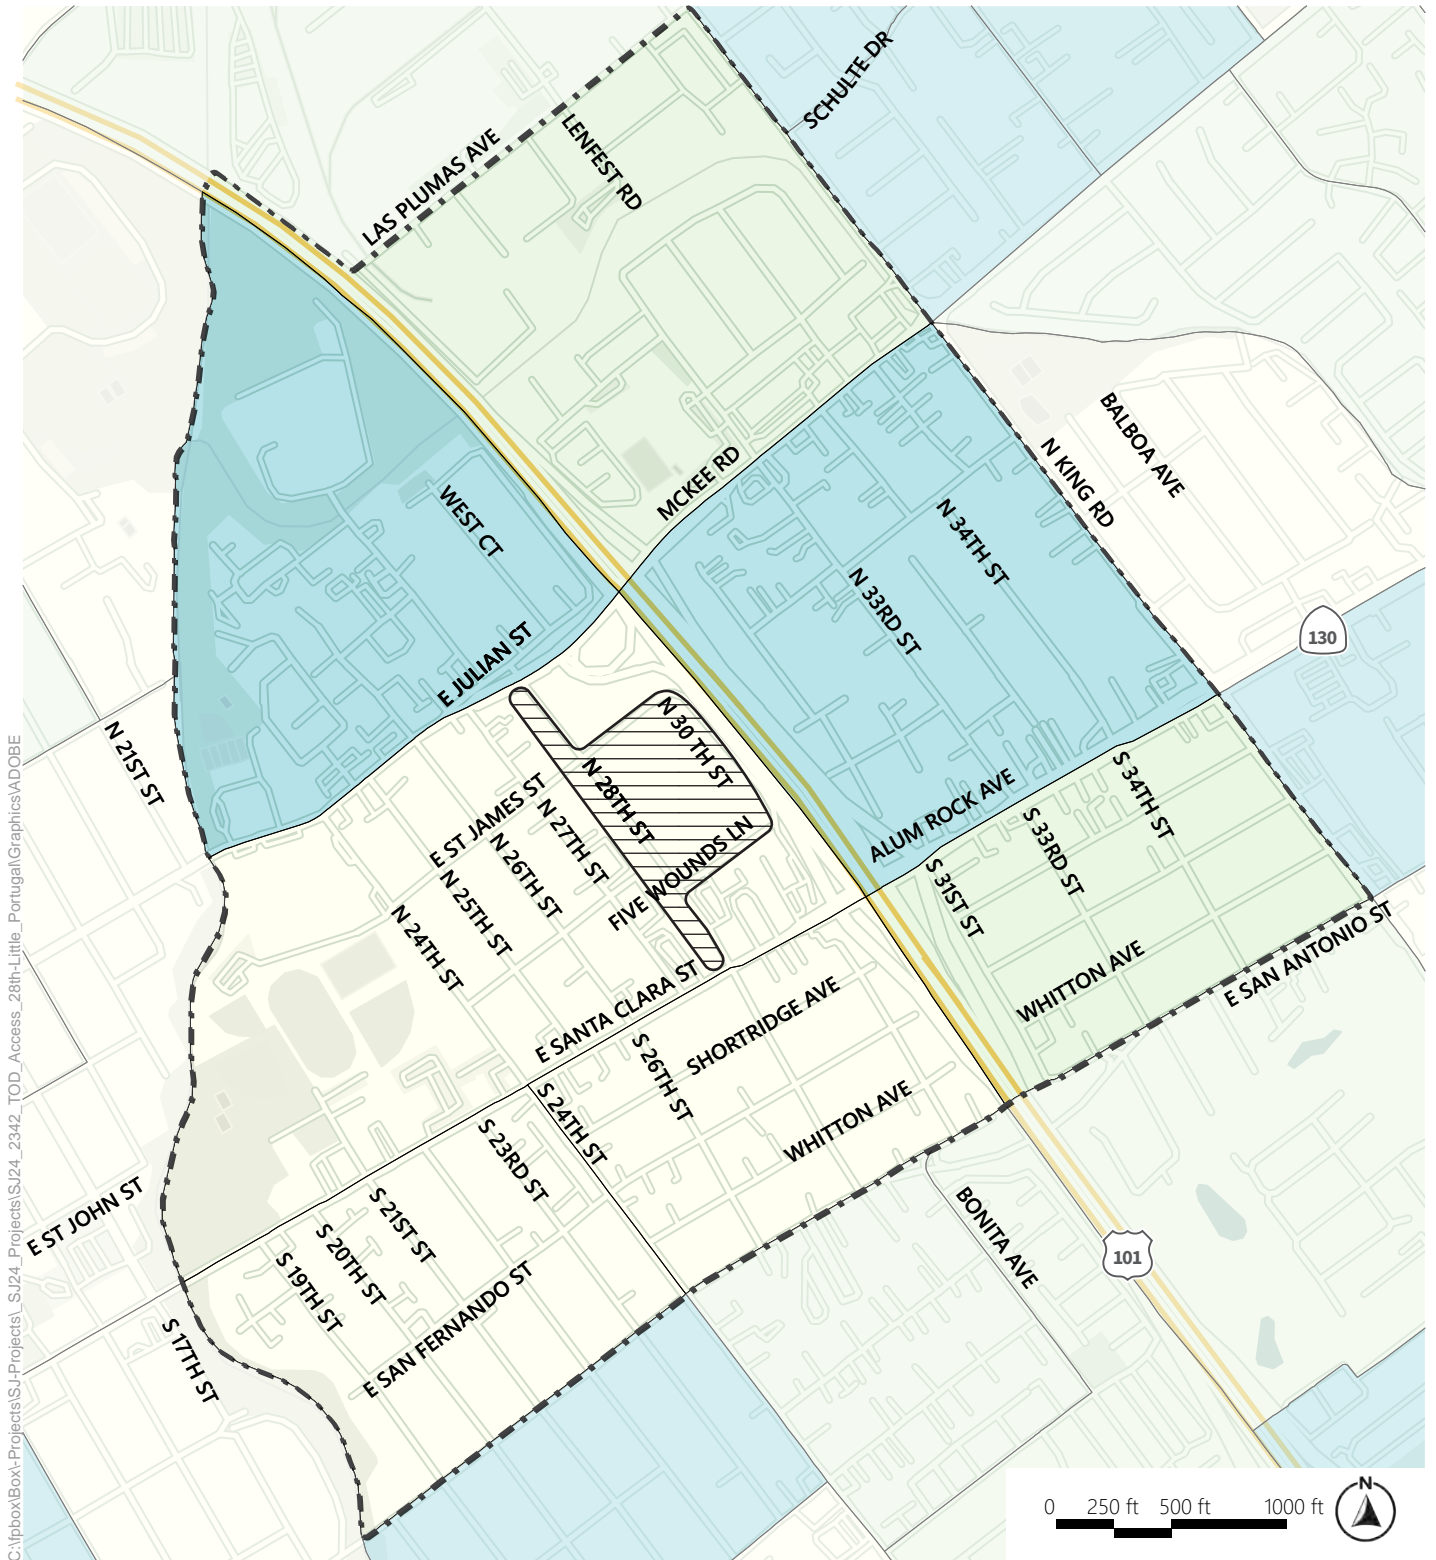 SCHULTE DR
LENFEST RD
LAS PLUMAS AVE
BALBOA AVE
N KING RD
MCKEE RD
WEST CT
N 34TH ST
N 33RD ST
130
E JULIAN ST
N 21ST ST
N 30 TH ST
N 28TH ST
E ST JAMES ST
N 27TH ST
N 26TH ST
N 25TH ST
N 24TH ST
FIVE WOUNDS LN
ALUM ROCK AVE
S 34TH ST
S 33RD ST
S 31ST ST
WHITTON AVE
E SAN ANTONIO ST
E SANTA CLARA ST
SHORTRIDGE AVE
S 26TH ST
WHITTON AVE
S 24TH ST
S 23RD ST
E ST JOHN ST
S 21ST ST
S 20TH ST
S 19TH ST
BONITA AVE
101
E SAN FERNANDO ST
S 17TH ST
C:\fpbox\Box\-Projects\SJ-Projects\_SJ24_Projects\SJ24_2342_TOD_Access_28th-Little_Portugal\Graphics\ADOBE
0 250 ft 500 ft 1000 ft
N